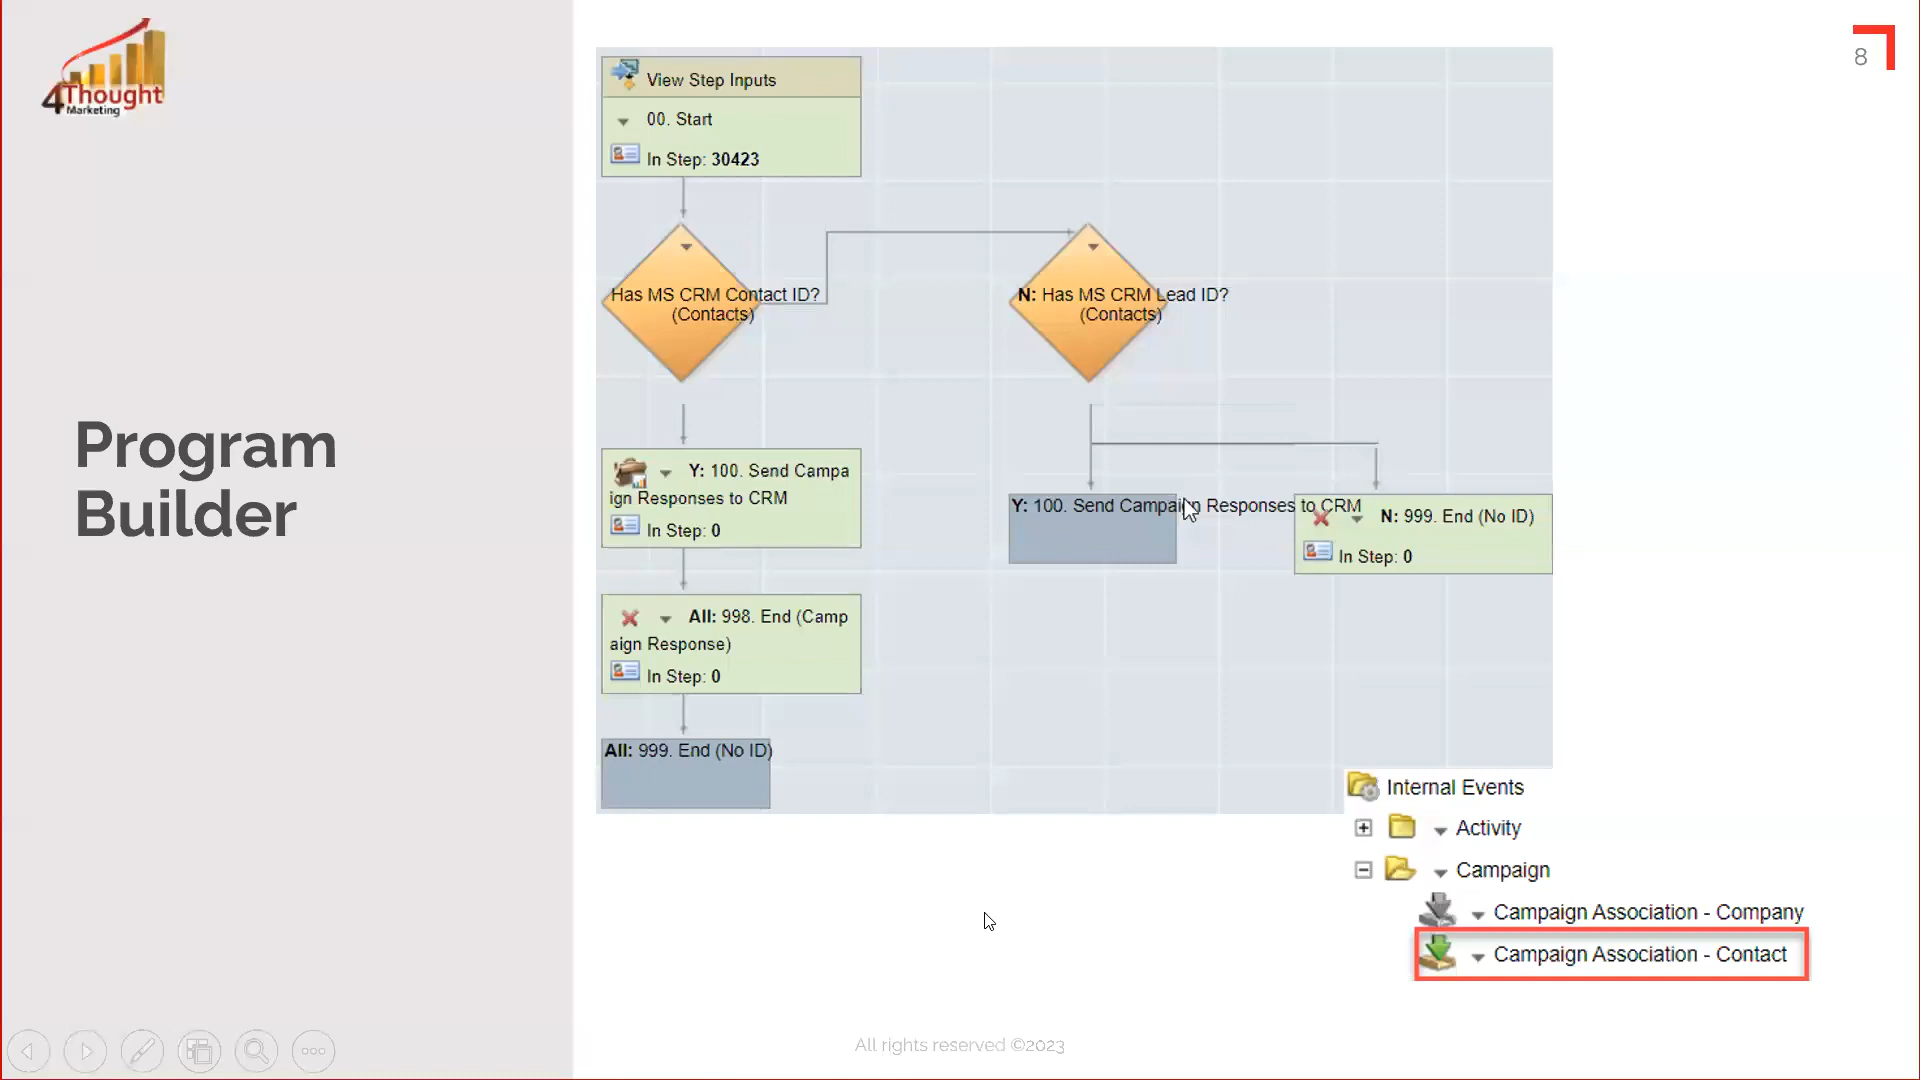 4Thought
Marketing
8
Program
Builder
View Step Inputs
00. Start
In Step: 30423
Has MS CRM Contact ID?
(Contacts)
N: Has MS CRM Lead ID?
(Contacts)
Y: 100. Send Campa
ign Responses to CRM
In Step: 0
Y: 100. Send Campaign Responses to CRM
N: 999. End (No ID)
In Step: 0
All: 998. End (Camp
aign Response)
In Step: 0
All: 999. End (No ID)
Internal Events
Activity
Campaign
Campaign Association - Company
Campaign Association - Contact
All rights reserved ©2023